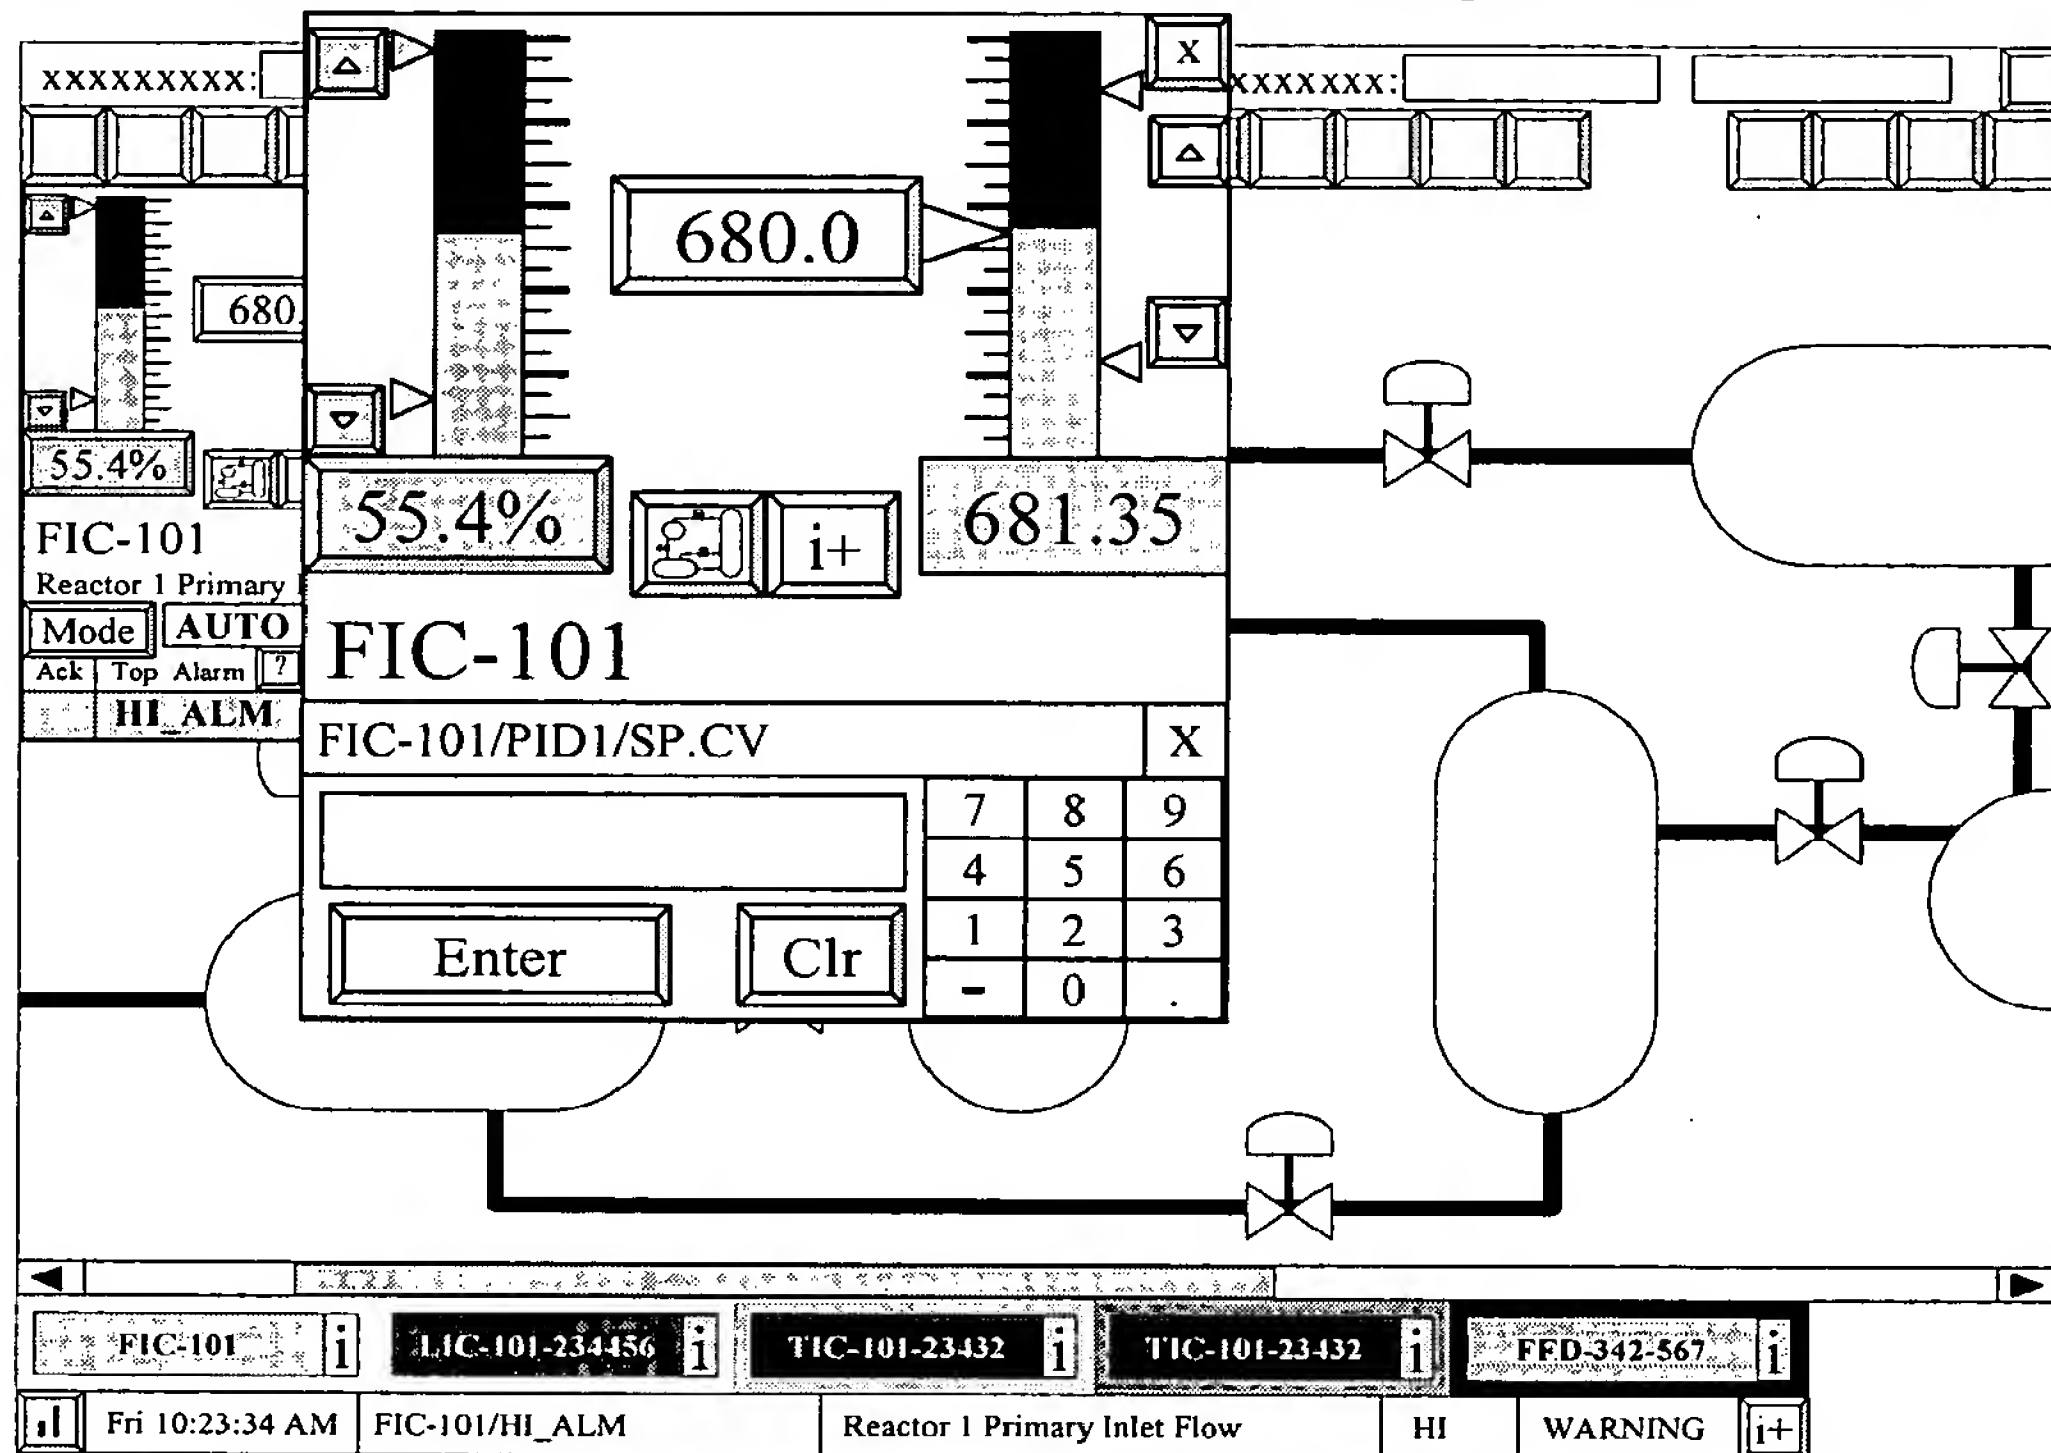 xxxxxxxxx:
X
xxxxxxx:
680.0
680.
55.4%
55.4%
i+
681.35
FIC-101
Reactor 1 Primary
Mode
AUTO
FIC-101
Ack
Top Alarm
?
HI_ALM
FIC-101/PID1/SP.CV
X
7 8 9
4 5 6
Enter
Clr
1 2 3
- 0 .
FIC-101 i
LIC-101-234456 i
TIC-101-23432 i
TIC-101-23432 i
FFD-342-567 i
Fri 10:23:34 AM
FIC-101/HI_ALM
Reactor 1 Primary Inlet Flow
HI
WARNING
i+